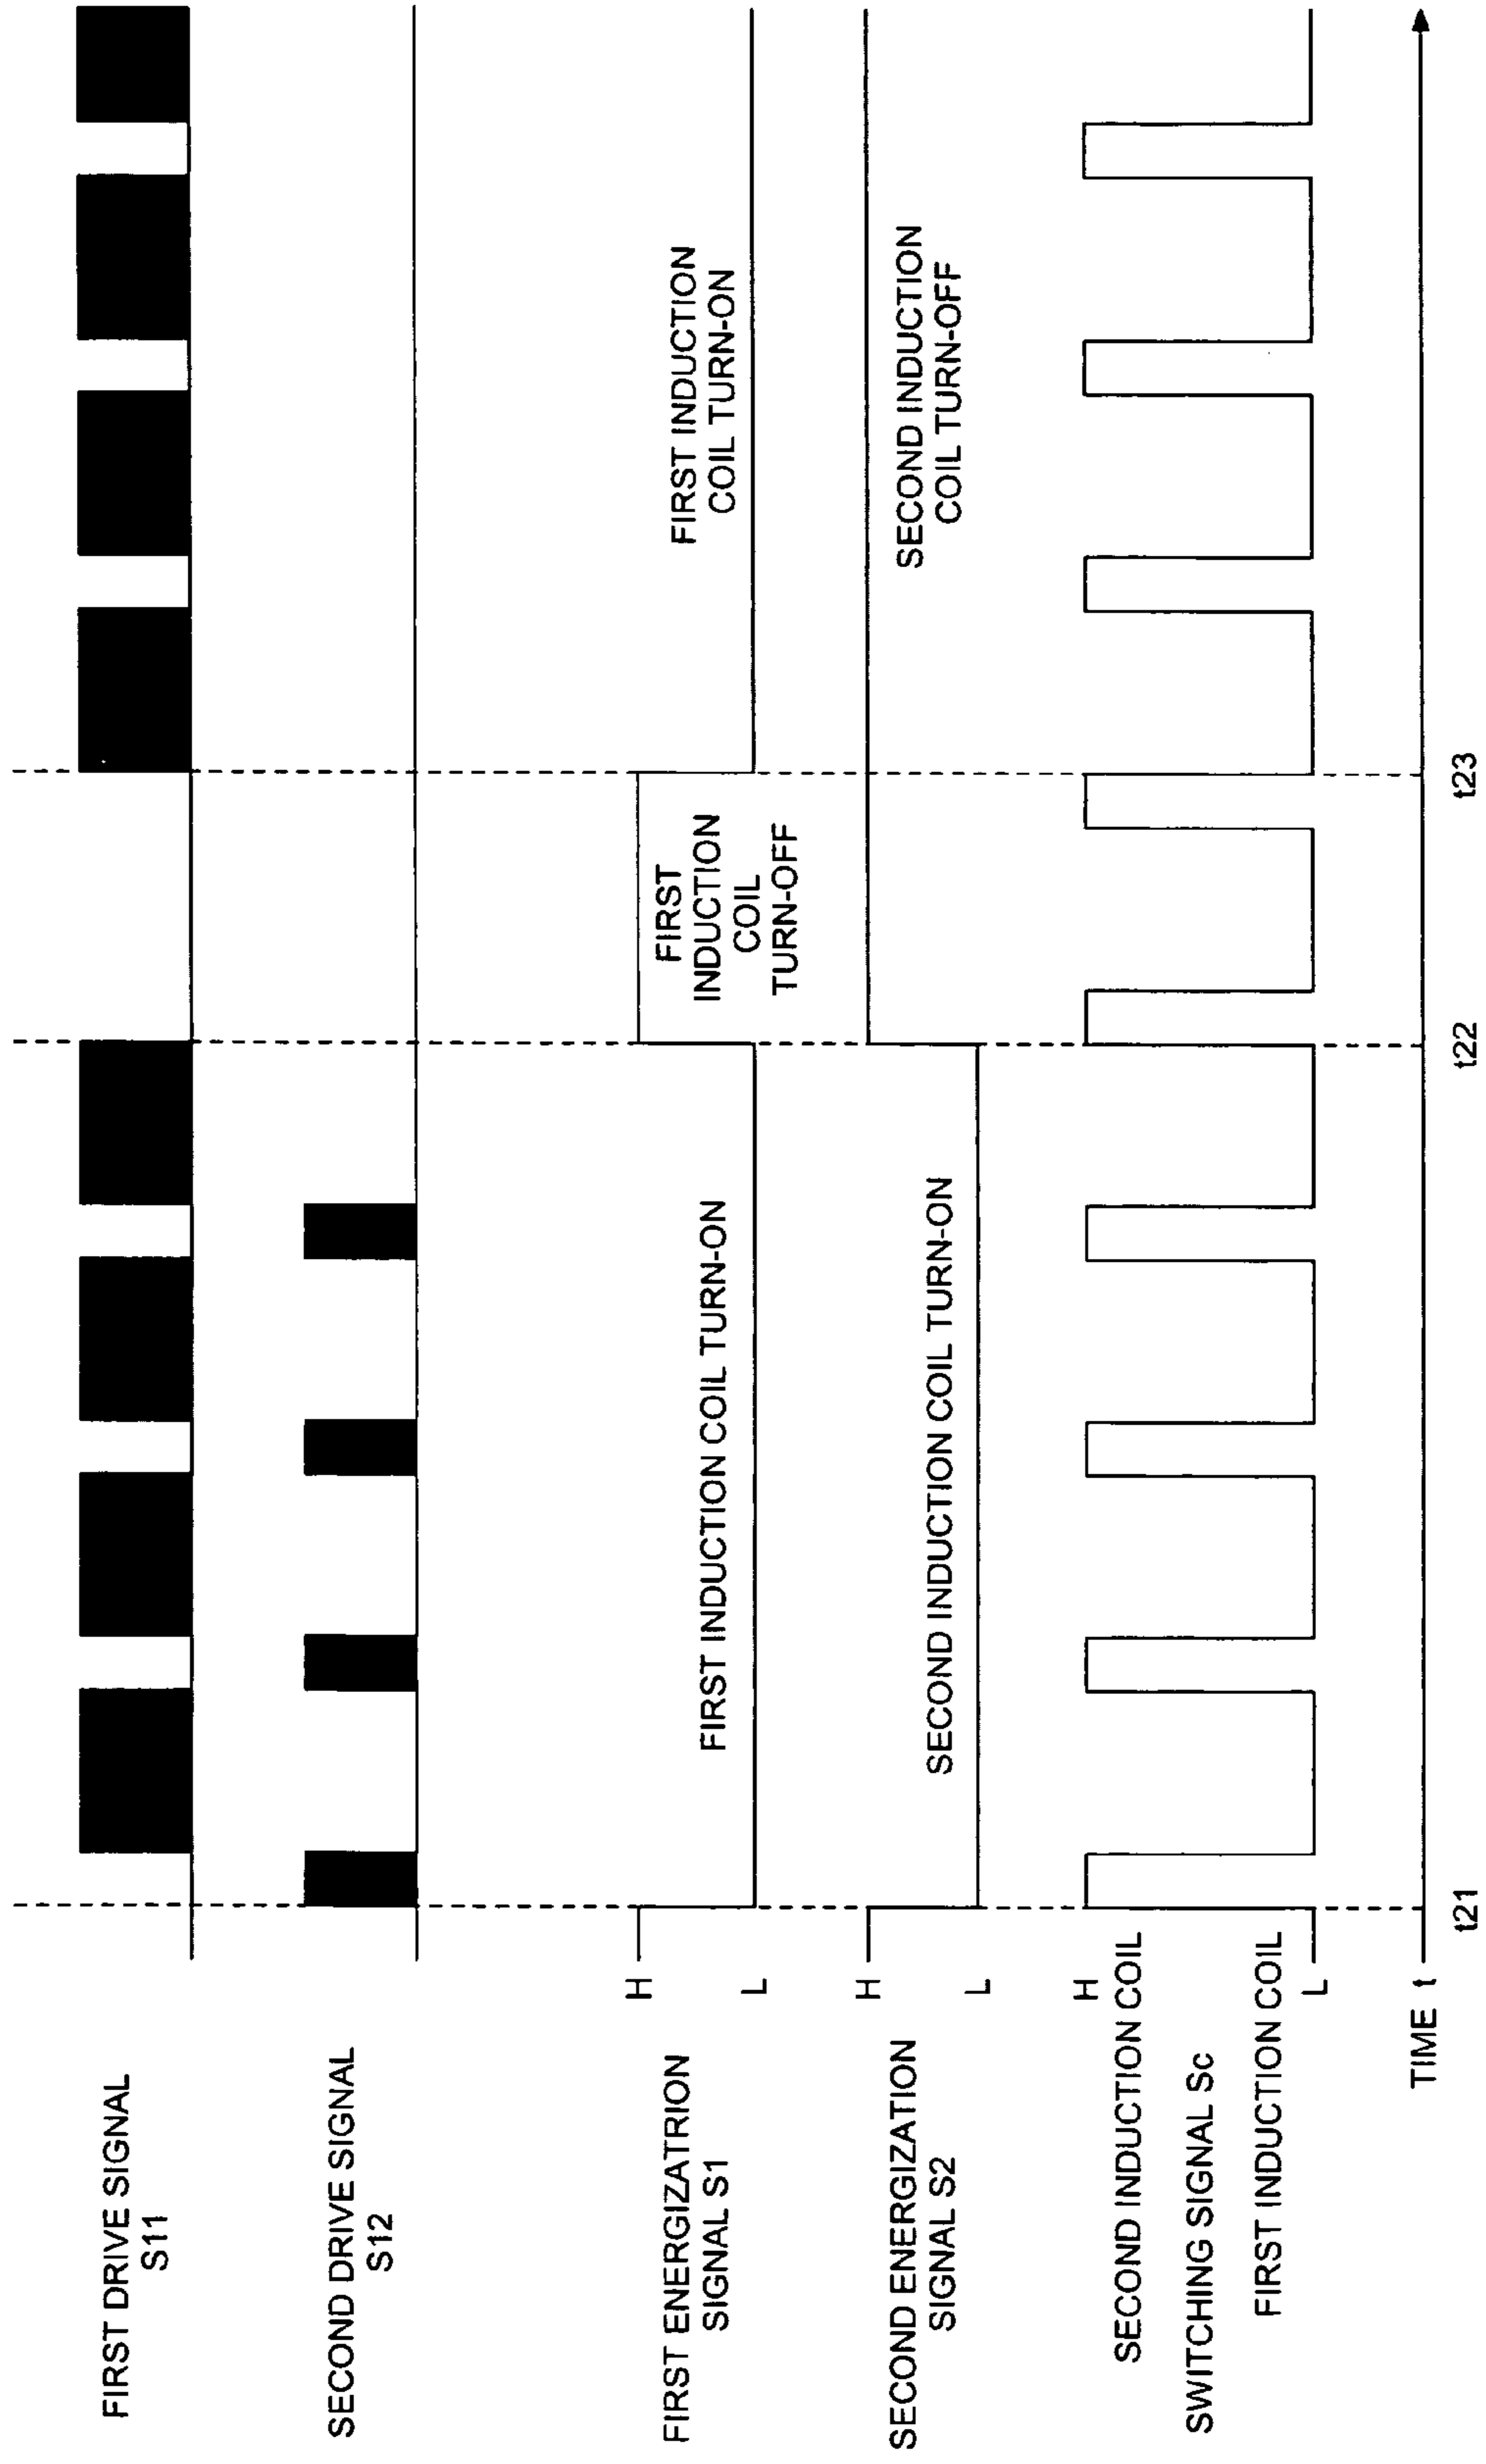 FIRST DRIVE SIGNAL
S11
SECOND DRIVE SIGNAL
S12
FIRST ENERGIZATRION
SIGNAL S1
H
L
FIRST INDUCTION COIL TURN-ON
FIRST
INDUCTION
COIL
TURN-OFF
FIRST INDUCTION
COIL TURN-ON
SECOND ENERGIZATION
SIGNAL S2
H
L
SECOND INDUCTION COIL TURN-ON
SECOND INDUCTION
COIL TURN-OFF
H
SECOND INDUCTION COIL
SWITCHING SIGNAL Sc
FIRST INDUCTION COIL
L
TIME t
t21
t22
t23